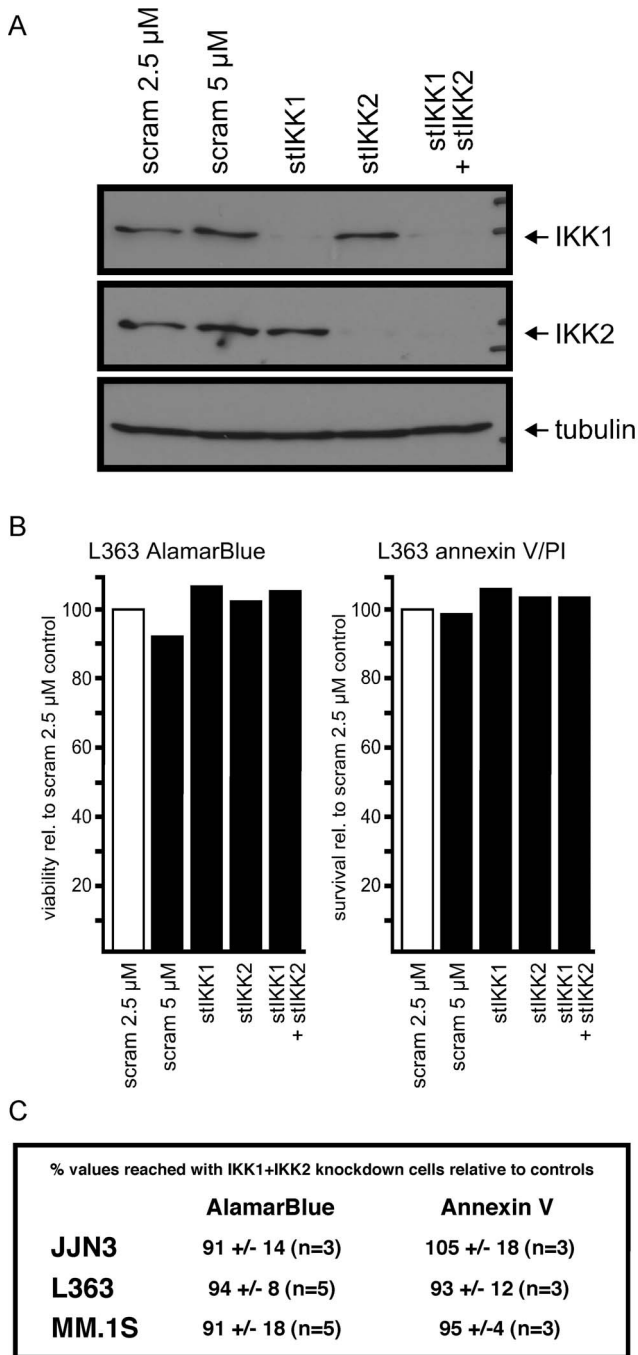 A
scram 2.5 µM
scram 5 µM
stIKK1
stIKK2
stIKK1
+ stIKK2
IKK1
IKK2
tubulin
B
L363 AlamarBlue
viability rel. to scram 2.5 µM control
100
80
60
40
20
scram 2.5 µM
scram 5 µM
stIKK1
stIKK2
stIKK1
+ stIKK2
L363 annexin V/PI
survival rel. to scram 2.5 µM control
100
80
60
40
20
scram 2.5 µM
scram 5 µM
stIKK1
stIKK2
stIKK1
+ stIKK2
C
% values reached with IKK1+IKK2 knockdown cells relative to controls
AlamarBlue Annexin V
JJN3 91 +/- 14 (n=3) 105 +/- 18 (n=3)
L363 94 +/- 8 (n=5) 93 +/- 12 (n=3)
MM.1S 91 +/- 18 (n=5) 95 +/-4 (n=3)